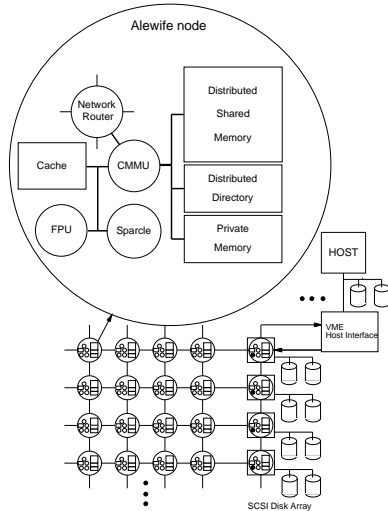 Alewife node
Network
Router
Cache
CMMU
FPU
Sparcle
Distributed
Shared
Memory
Distributed
Directory
Private
Memory
HOST
VME
Host Interface
SCSI Disk Array